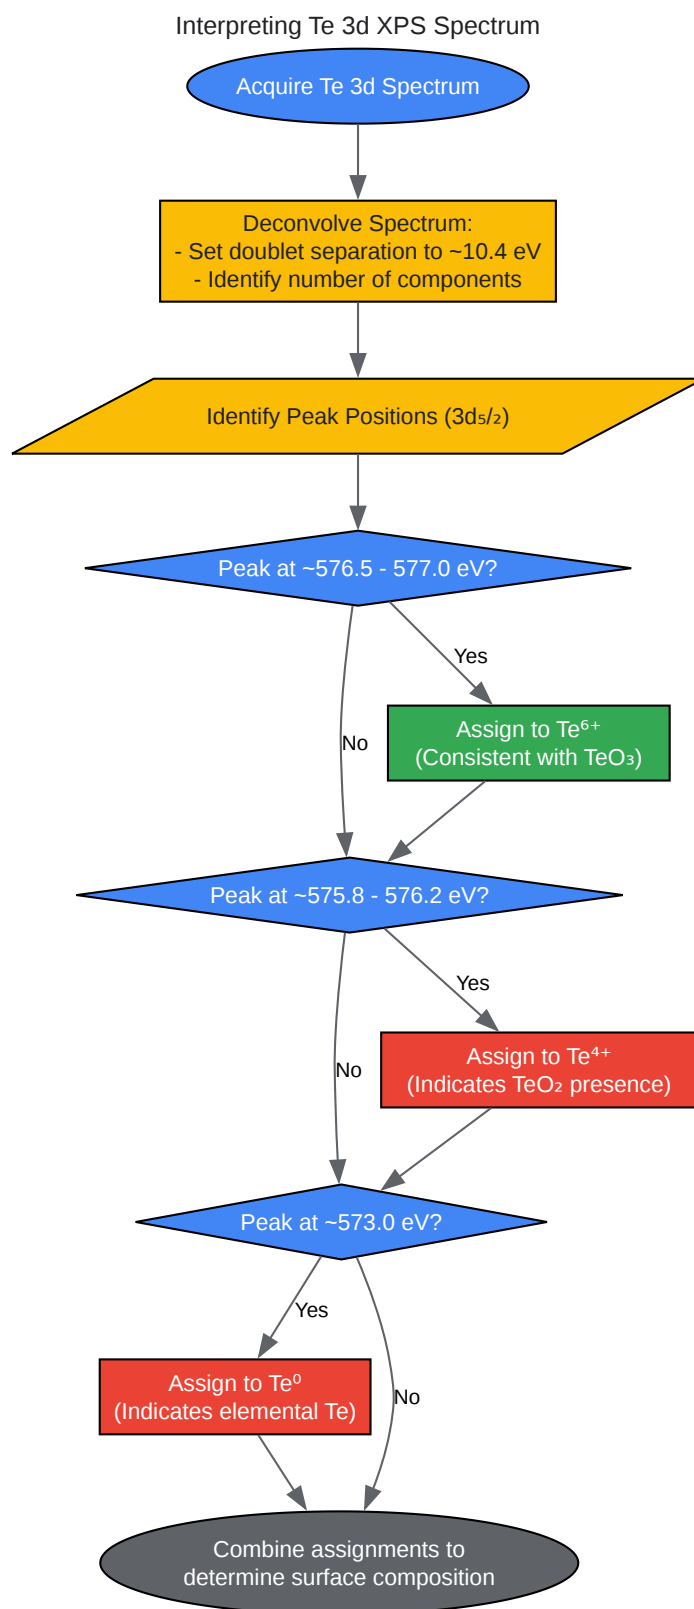 Interpreting Te 3d XPS Spectrum
Acquire Te 3d Spectrum
Deconvolve Spectrum:
- Set doublet separation to ~10.4 eV
- Identify number of components
Identify Peak Positions (3d₅/₂)
Peak at ~576.5 - 577.0 eV?
Yes
Assign to Te⁶⁺
(Consistent with TeO₃)
No
Peak at ~575.8 - 576.2 eV?
Yes
Assign to Te⁴⁺
(Indicates TeO₂ presence)
No
Peak at ~573.0 eV?
Yes
Assign to Te⁰
(Indicates elemental Te)
No
Combine assignments to
determine surface composition